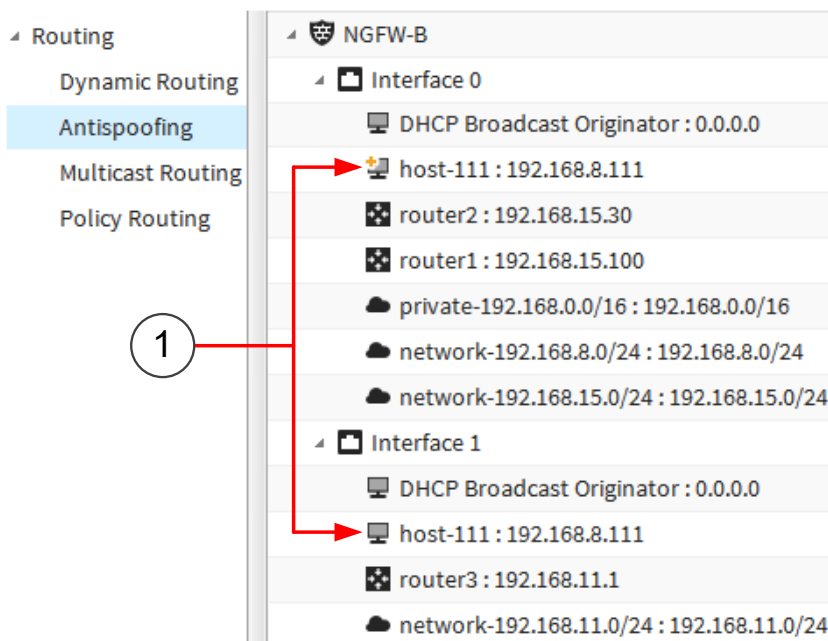 Routing
Dynamic Routing
Antispoofing
Multicast Routing
Policy Routing
1
NGFW-B
Interface 0
DHCP Broadcast Originator : 0.0.0.0
host-111 : 192.168.8.111
router2 : 192.168.15.30
router1 : 192.168.15.100
private-192.168.0.0/16 : 192.168.0.0/16
network-192.168.8.0/24 : 192.168.8.0/24
network-192.168.15.0/24 : 192.168.15.0/24
Interface 1
DHCP Broadcast Originator : 0.0.0.0
host-111 : 192.168.8.111
router3 : 192.168.11.1
network-192.168.11.0/24 : 192.168.11.0/24